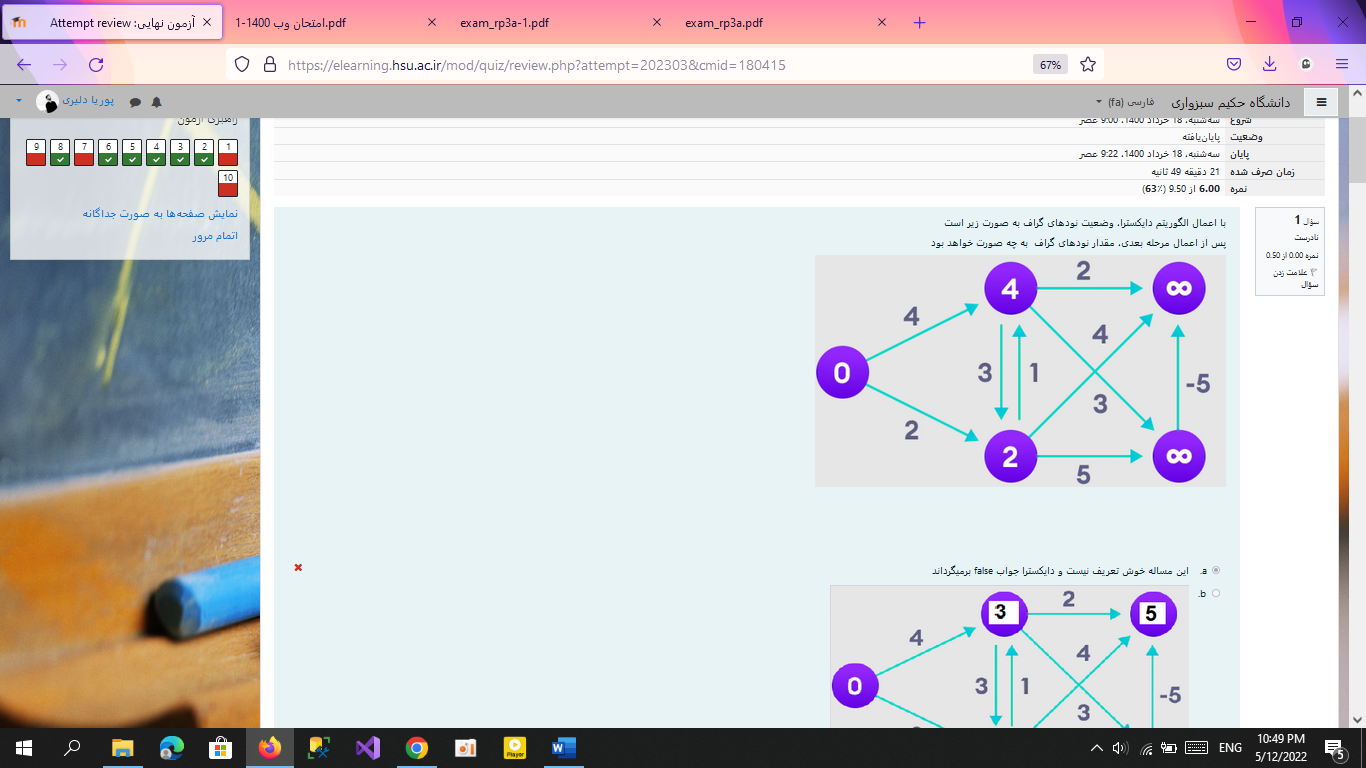 Attempt review :آزمون نهایی
امتحان وب 1400-1.pdf
exam_rp3a-1.pdf
exam_rp3a.pdf
https://elearning.hsu.ac.ir/mod/quiz/review.php?attempt=202303&cmid=180415
67%
دانشگاه حکیم سبزواری
فارسی ‎(fa)‎
پوریا دلیری
راهبری آزمون
1 2 3 4 5 6 7 8 9
10
نمایش صفحه‌ها به صورت جداگانه
اتمام مرور
شروع سه‌شنبه، 18 خرداد 1400، 9:00 عصر
وضعیت پایان‌یافته
پایان سه‌شنبه، 18 خرداد 1400، 9:22 عصر
زمان صرف شده 21 دقیقه 49 ثانیه
نمره 6.00 از 9.50 (63٪)
سؤال 1
نادرست
نمره 0.00 از 0.50
علامت زدن
سؤال
با اعمال الگوریتم دایکسترا، وضعیت نودهای گراف به صورت زیر است
پس از اعمال مرحله بعدی، مقدار نودهای گراف به چه صورت خواهد بود
4 2 ∞
4 4
0 3 1 -5
3
2 2 ∞
5
a. این مساله خوش تعریف نیست و دایکسترا جواب false برمیگرداند
b.
3 2 5
4 4
0 3 1 -5
3
Player
ENG
10:49 PM
5/12/2022
5